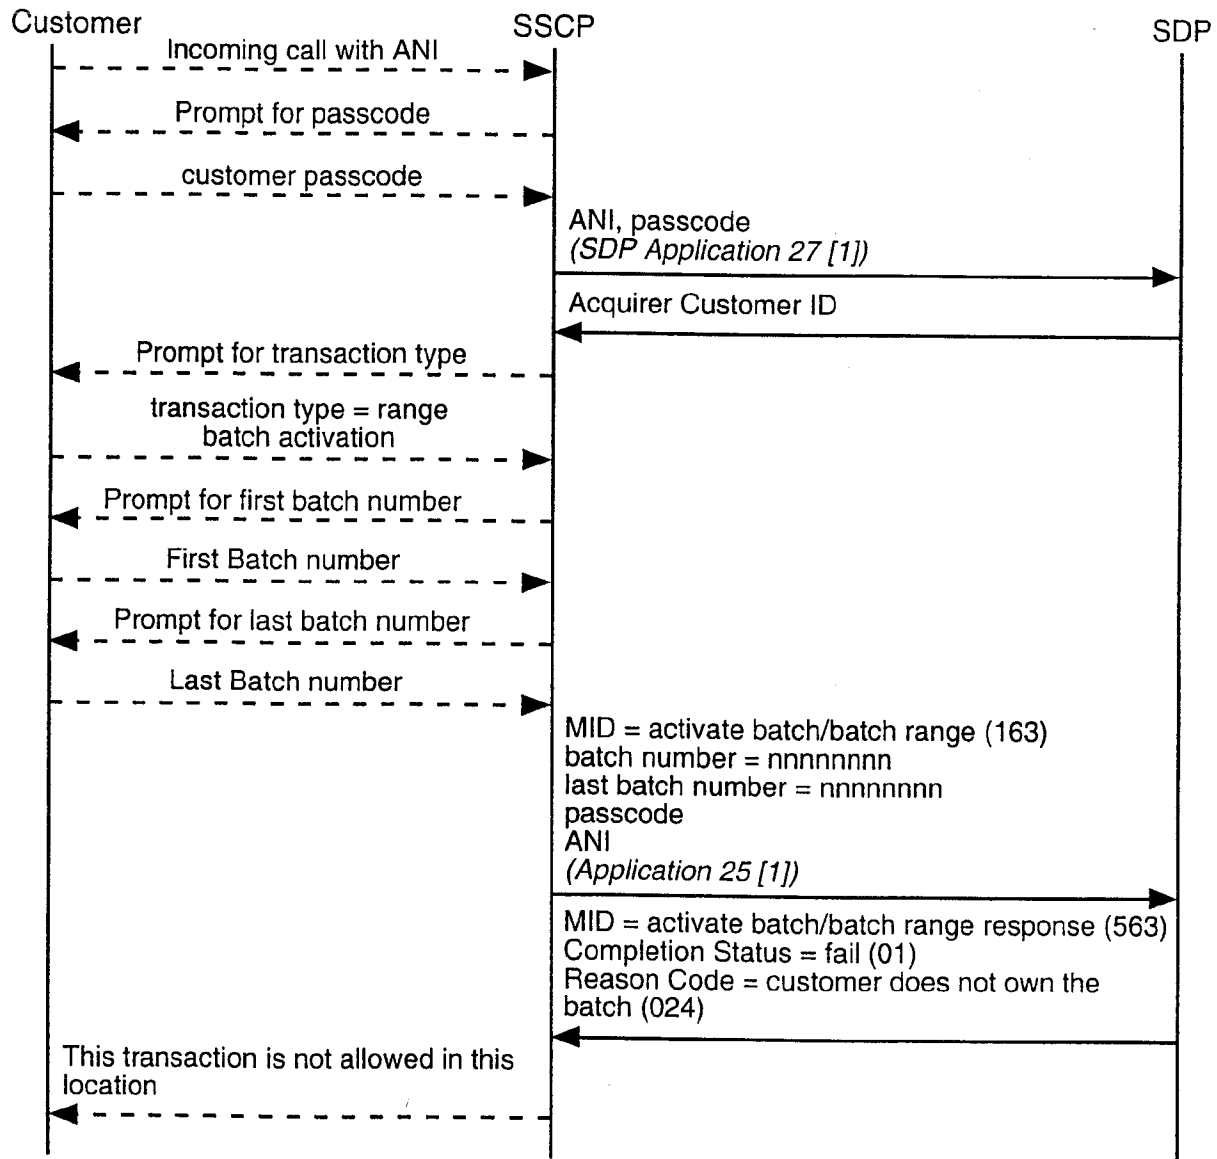 Customer
SSCP
SDP
Incoming call with ANI
Prompt for passcode
customer passcode
ANI, passcode
(SDP Application 27 [1])
Acquirer Customer ID
Prompt for transaction type
transaction type = range
batch activation
Prompt for first batch number
First Batch number
Prompt for last batch number
Last Batch number
MID = activate batch/batch range (163)
batch number = nnnnnnnn
last batch number = nnnnnnnn
passcode
ANI
(Application 25 [1])
MID = activate batch/batch range response (563)
Completion Status = fail (01)
Reason Code = customer does not own the
batch (024)
This transaction is not allowed in this
location